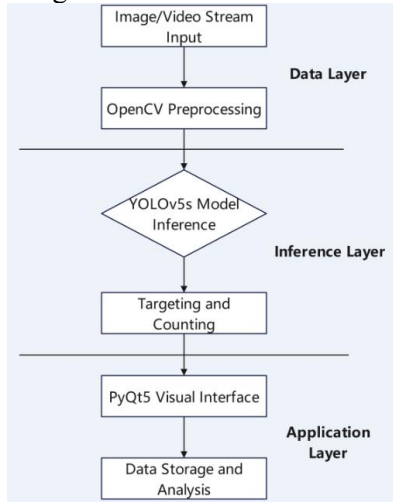 Image/Video Stream
Input
Data Layer
OpenCV Preprocessing
YOLOv5s Model
Inference
Inference Layer
Targeting and
Counting
PyQt5 Visual Interface
Application
Layer
Data Storage and
Analysis